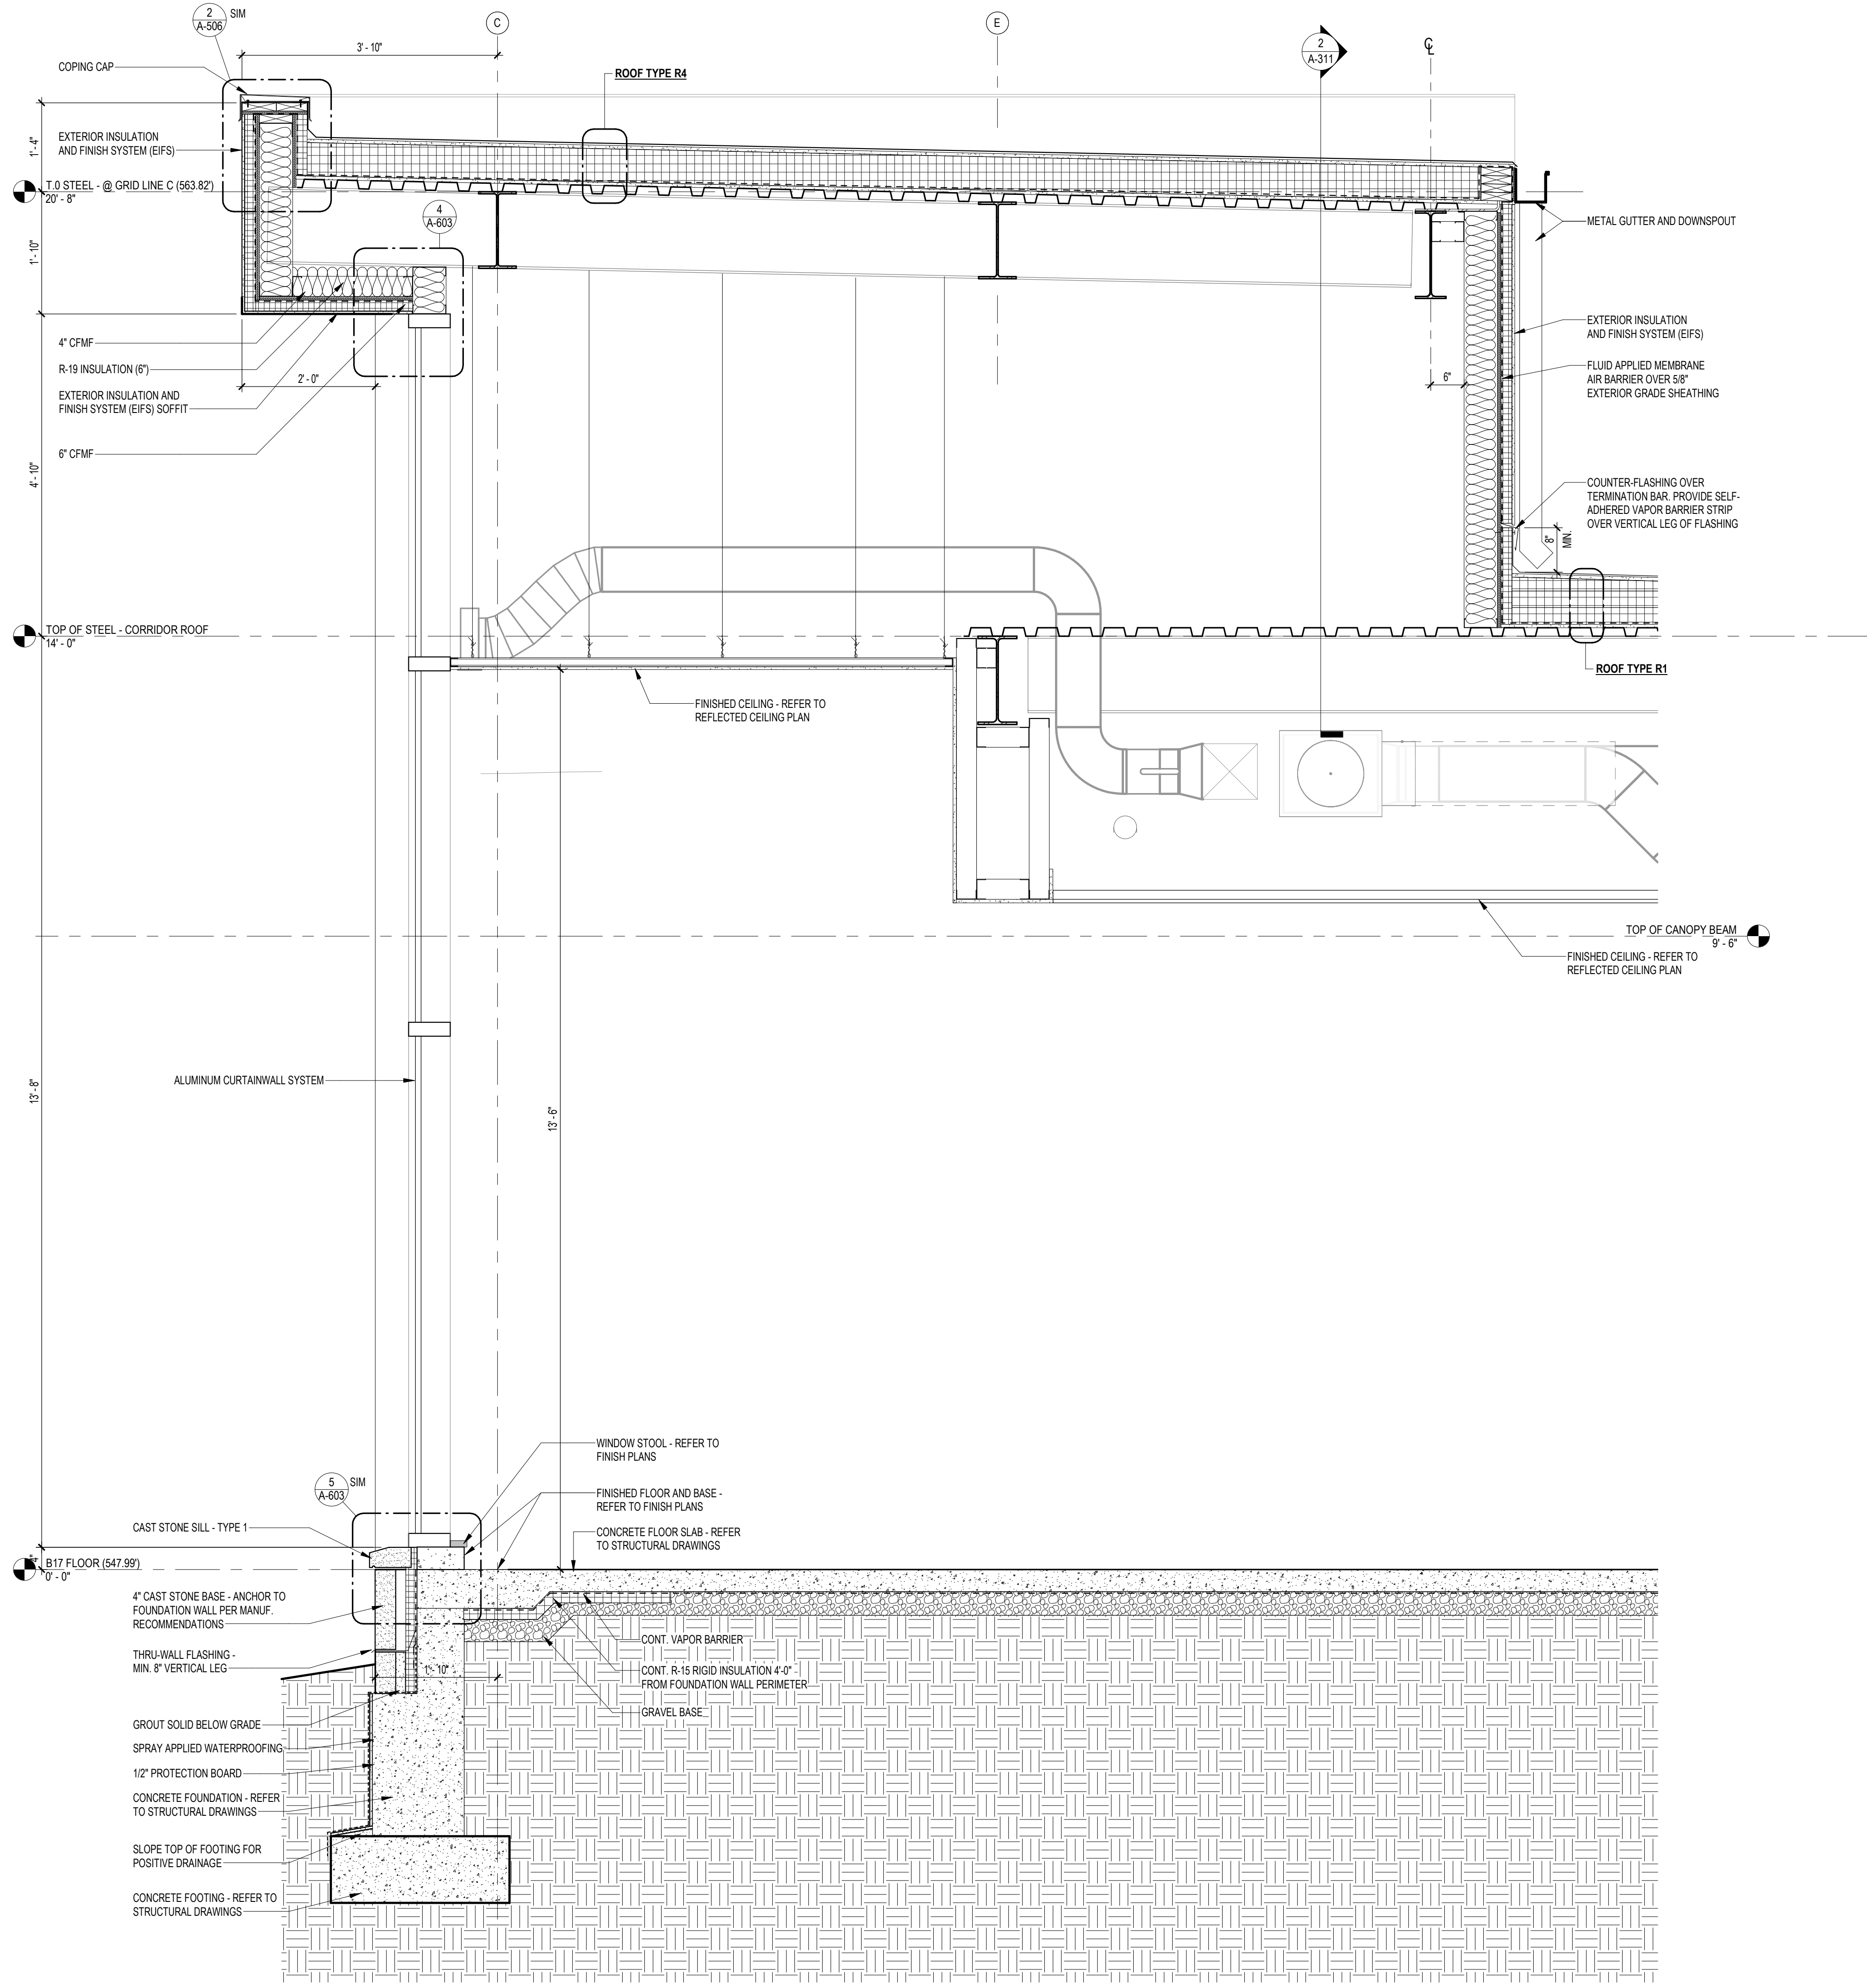 2
A-506
SIM
C
E
2
A-311
CL
3' - 10"
COPING CAP
ROOF TYPE R4
1' - 4"
EXTERIOR INSULATION
AND FINISH SYSTEM (EIFS)
T.O STEEL - @ GRID LINE C (563.82')
20' - 8"
4
A-603
METAL GUTTER AND DOWNSPOUT
1' - 10"
4" CFMF
R-19 INSULATION (6")
2' - 0"
EXTERIOR INSULATION AND
FINISH SYSTEM (EIFS) SOFFIT
6" CFMF
4' - 10"
EXTERIOR INSULATION
AND FINISH SYSTEM (EIFS)
6"
FLUID APPLIED MEMBRANE
AIR BARRIER OVER 5/8"
EXTERIOR GRADE SHEATHING
COUNTER-FLASHING OVER
TERMINATION BAR. PROVIDE SELF-
ADHERED VAPOR BARRIER STRIP
OVER VERTICAL LEG OF FLASHING
8"
MIN.
TOP OF STEEL - CORRIDOR ROOF
14' - 0"
ROOF TYPE R1
FINISHED CEILING - REFER TO
REFLECTED CEILING PLAN
TOP OF CANOPY BEAM
9' - 6"
FINISHED CEILING - REFER TO
REFLECTED CEILING PLAN
ALUMINUM CURTAINWALL SYSTEM
13' - 8"
13' - 6"
WINDOW STOOL - REFER TO
FINISH PLANS
5
A-603
SIM
FINISHED FLOOR AND BASE -
REFER TO FINISH PLANS
CAST STONE SILL - TYPE 1
CONCRETE FLOOR SLAB - REFER
TO STRUCTURAL DRAWINGS
4"
B17 FLOOR (547.99')
0' - 0"
4" CAST STONE BASE - ANCHOR TO
FOUNDATION WALL PER MANUF.
RECOMMENDATIONS
CONT. VAPOR BARRIER
THRU-WALL FLASHING -
MIN. 8" VERTICAL LEG
1' - 10"
CONT. R-15 RIGID INSULATION 4'-0"
FROM FOUNDATION WALL PERIMETER
GRAVEL BASE
GROUT SOLID BELOW GRADE
SPRAY APPLIED WATERPROOFING
1/2" PROTECTION BOARD
CONCRETE FOUNDATION - REFER
TO STRUCTURAL DRAWINGS
SLOPE TOP OF FOOTING FOR
POSITIVE DRAINAGE
CONCRETE FOOTING - REFER TO
STRUCTURAL DRAWINGS